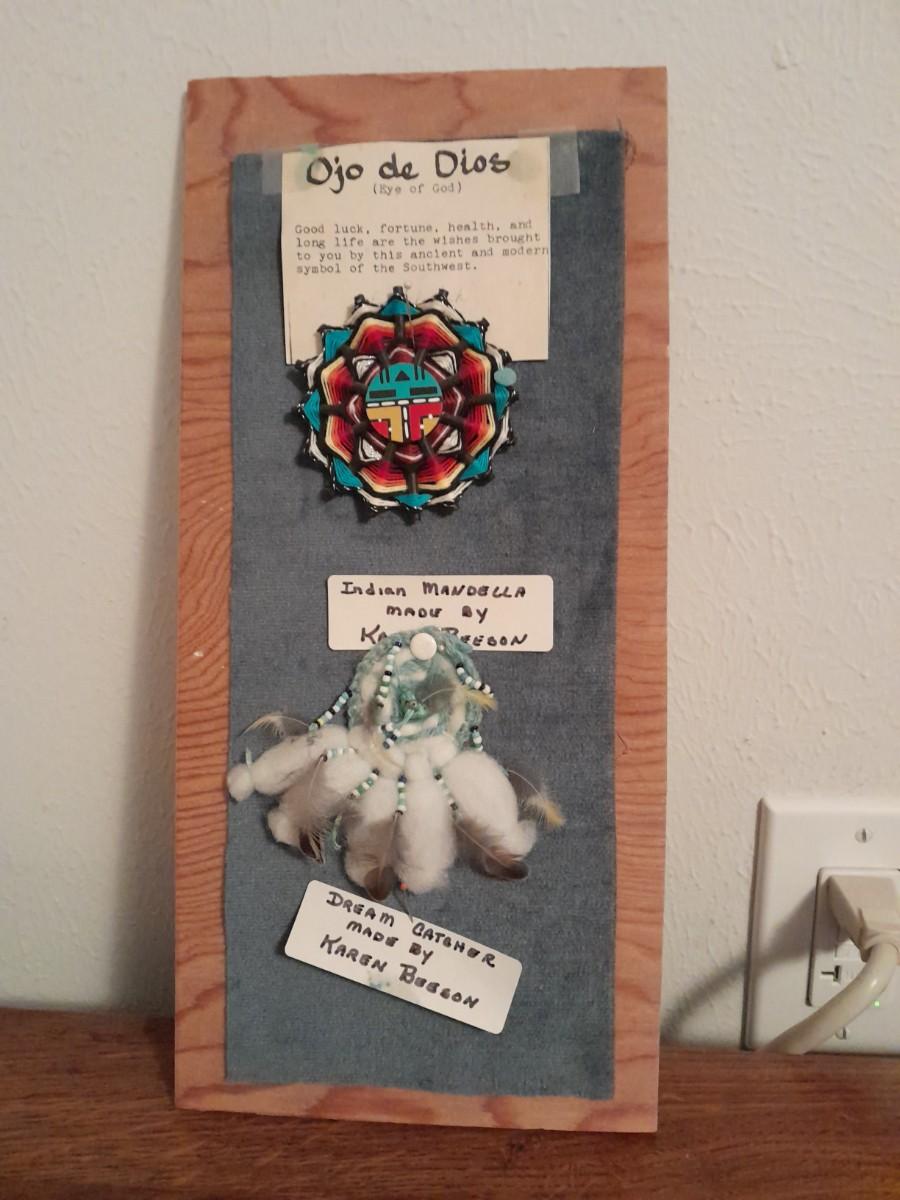 Ojo de Dios
(Eye of God)
Good luck, fortune, health, and
long life are the wishes brought
to you by this ancient and modern
symbol of the Southwest.
Indian MANDELLA
MADE BY
BEESON
DREAM CATCHER
MADE BY
KAREN BEESON